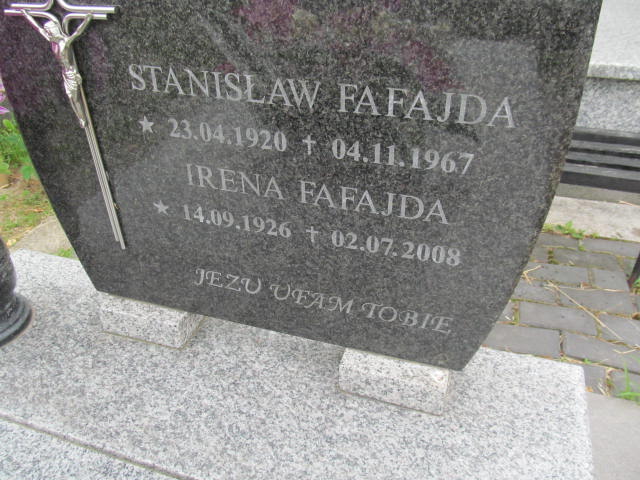 STANISŁAW FAFAJDA
★ 23.04.1920 ✝ 04.11.1967
IRENA FAFAJDA
★ 14.09.1926 ✝ 02.07.2008
JEZU UFAM TOBIE